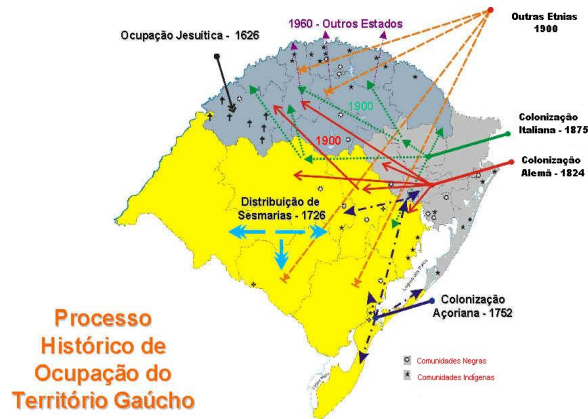 1960 - Outros Estados
Outras Etnias
1900
Ocupação Jesuítica - 1626
1900
Colonização
Italiana - 1875
1900
Colonização
Alemã - 1824
Distribuição de
Sesmarias - 1726
Colonização
Açoriana - 1752
Processo
Histórico de
Ocupação do
Território Gaúcho
Comunidades Negras
Comunidades Indígenas